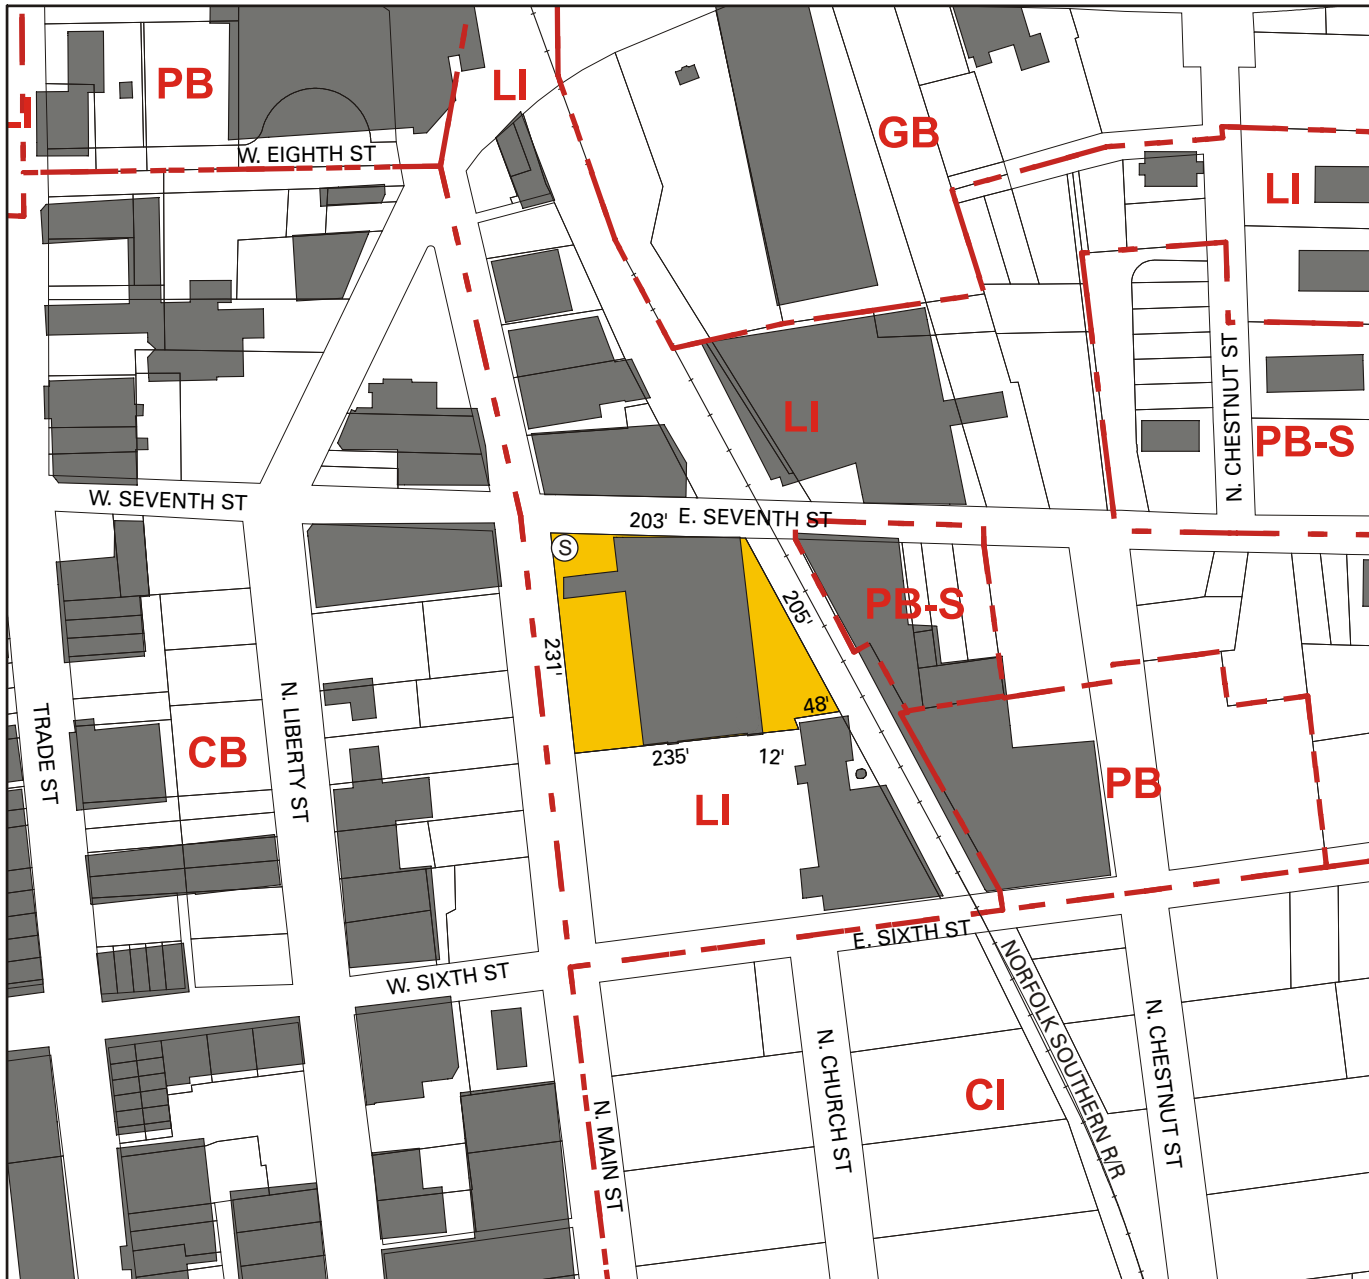 PB
LI
GB
LI
W. EIGHTH ST
LI
N. CHESTNUT ST
LI
PB-S
W. SEVENTH ST
203'
E. SEVENTH ST
S
205'
PB-S
231'
48'
235'
12'
TRADE ST
CB
N. LIBERTY ST
LI
PB
E. SIXTH ST
W. SIXTH ST
NORFOLK SOUTHERN R/R
N. CHURCH ST
CI
N. CHESTNUT ST
N. MAIN ST